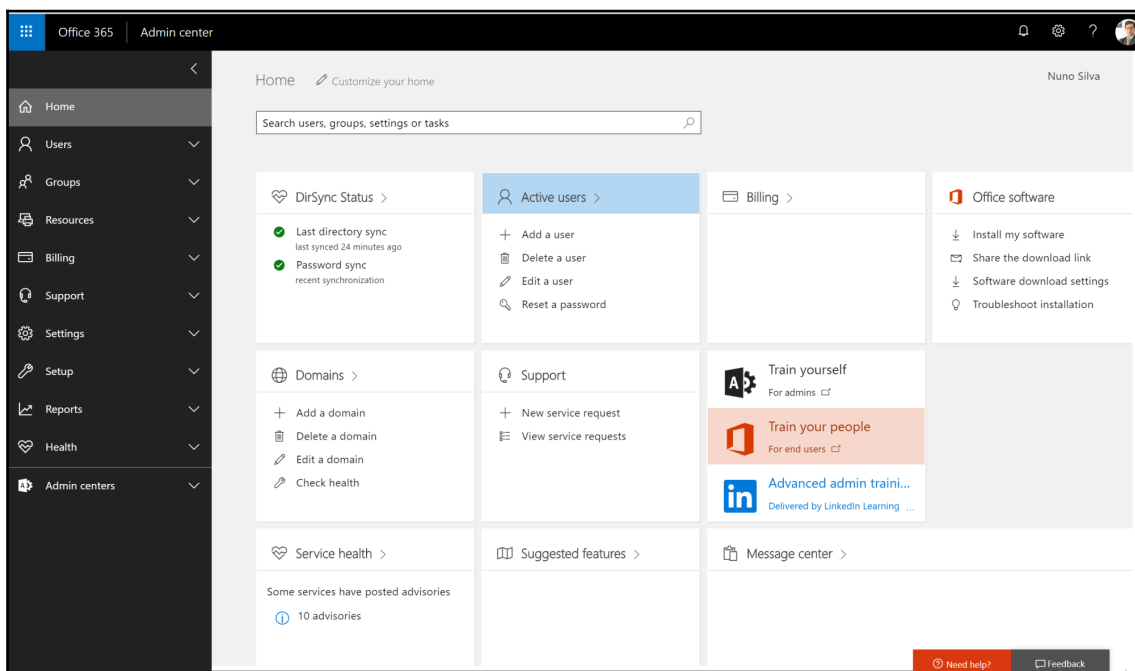 Office 365
Admin center
Home
Users
Groups
Resources
Billing
Support
Settings
Setup
Reports
Health
Admin centers
Home
Customize your home
Nuno Silva
Search users, groups, settings or tasks
DirSync Status
Last directory sync
last synced 24 minutes ago
Password sync
recent synchronization
Active users
Add a user
Delete a user
Edit a user
Reset a password
Billing
Office software
Install my software
Share the download link
Software download settings
Troubleshoot installation
Domains
Add a domain
Delete a domain
Edit a domain
Check health
Support
New service request
View service requests
Train yourself
For admins
Train your people
For end users
Advanced admin traini...
Delivered by LinkedIn Learning ...
Service health
Some services have posted advisories
10 advisories
Suggested features
Message center
Need help?
Feedback